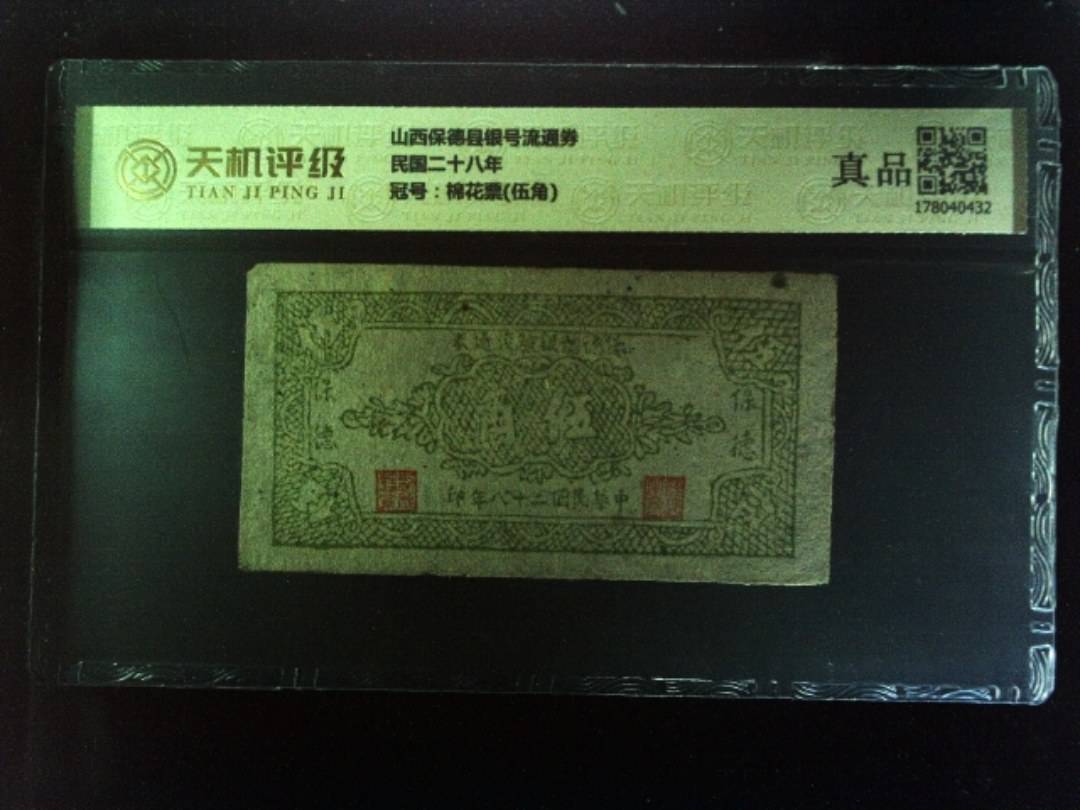 天机评级
TIAN JI PING JI
山西保德县银号流通券
民国二十八年
冠号：棉花票(伍角)
真品
178040432
保德
保德
伍角
中華民国二十八年印